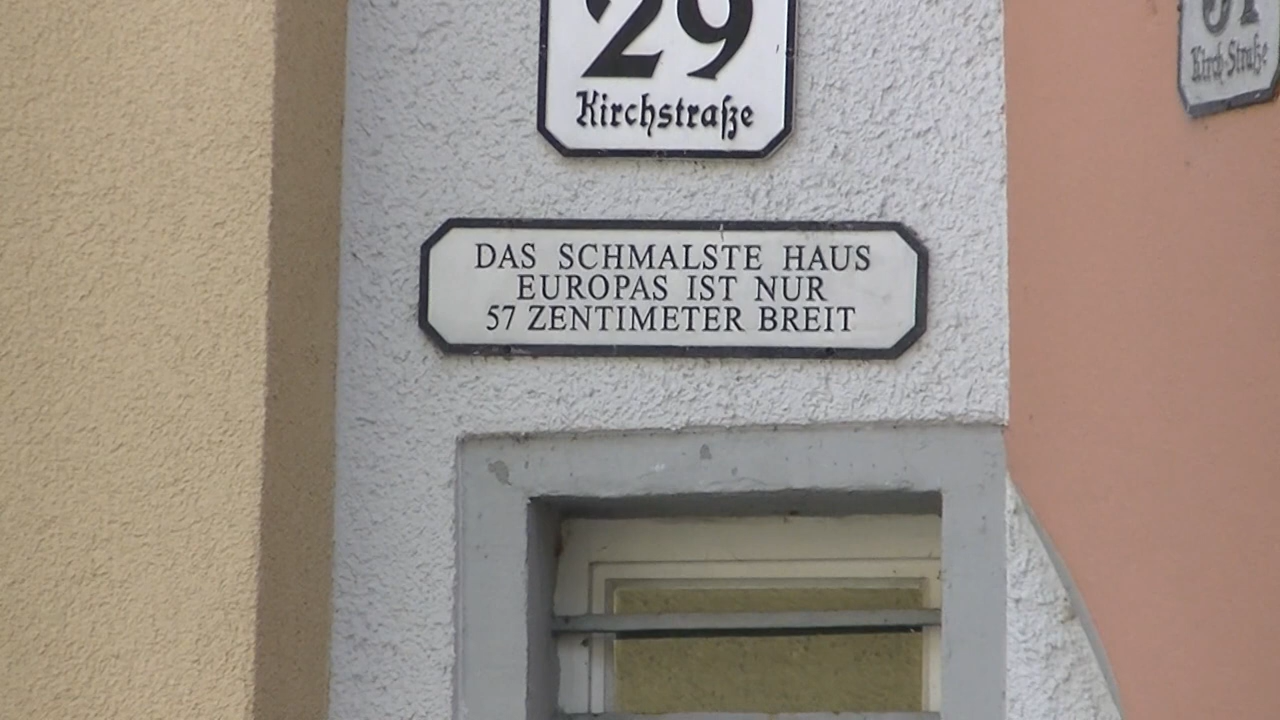 29
Kirchstraße
DAS SCHMALSTE HAUS
EUROPAS IST NUR
57 ZENTIMETER BREIT
Kirch-Straße